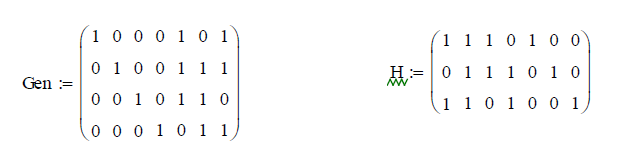 Gen :=
1 0 0 0 1 0 1
0 1 0 0 1 1 1
0 0 1 0 1 1 0
0 0 0 1 0 1 1
H :=
1 1 1 0 1 0 0
0 1 1 1 0 1 0
1 1 0 1 0 0 1